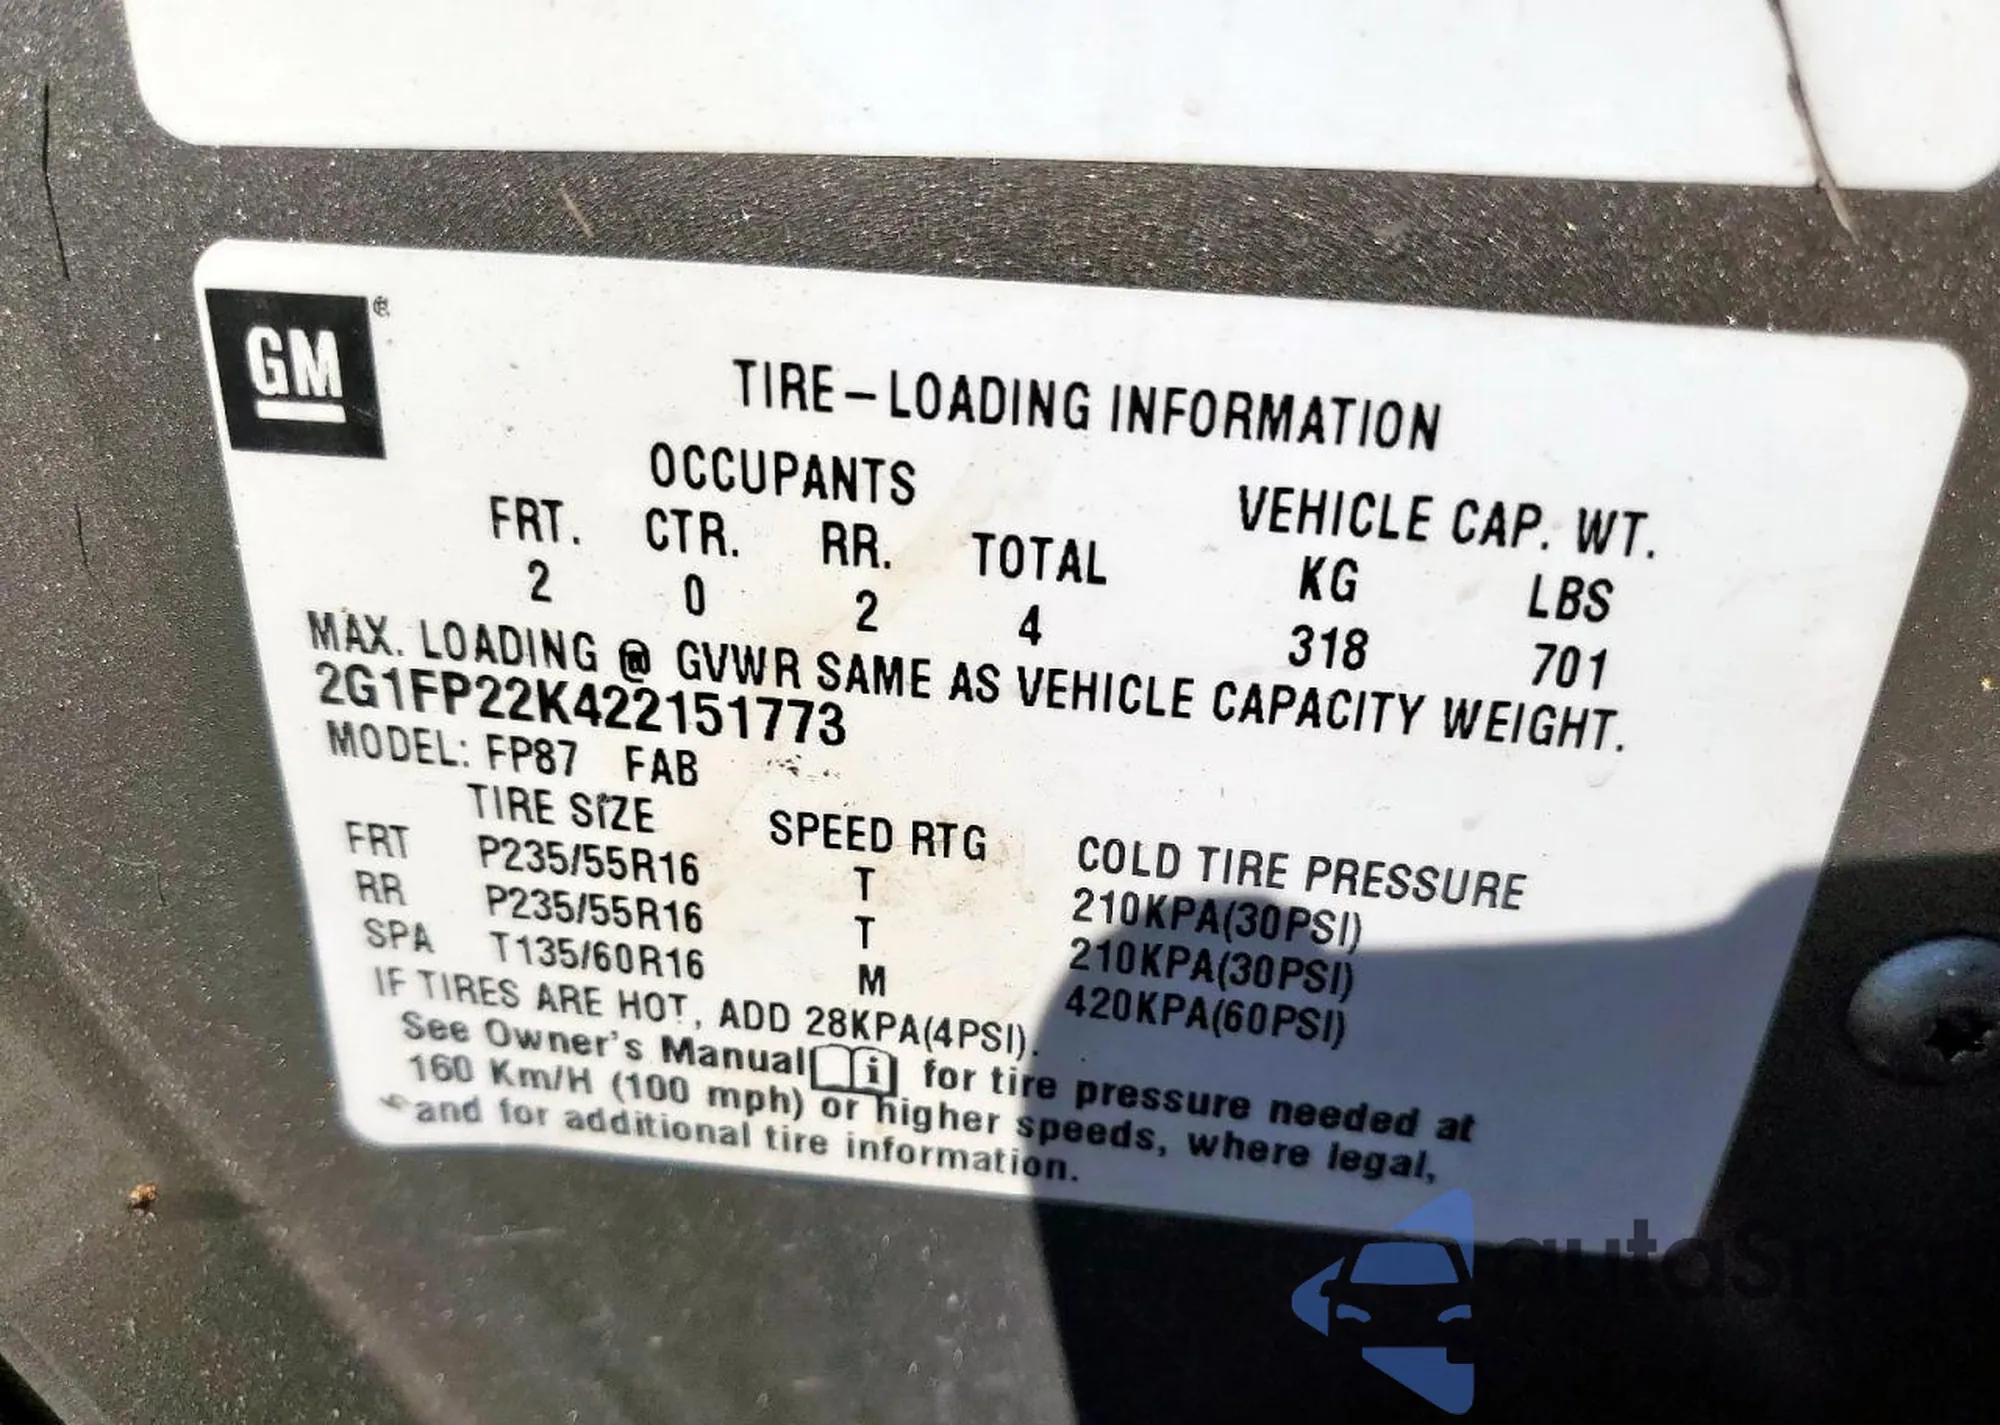 GM®
TIRE-LOADING INFORMATION
OCCUPANTS VEHICLE CAP. WT.
FRT. CTR. RR. TOTAL KG LBS
2 0 2 4 318 701
MAX. LOADING @ GVWR SAME AS VEHICLE CAPACITY WEIGHT.
2G1FP22K422151773
MODEL: FP87 FAB
TIRE SIZE SPEED RTG COLD TIRE PRESSURE
FRT P235/55R16 T 210KPA(30PSI)
RR P235/55R16 T 210KPA(30PSI)
SPA T135/60R16 M 420KPA(60PSI)
IF TIRES ARE HOT, ADD 28KPA(4PSI).
See Owner's Manual i for tire pressure needed at
160 Km/H (100 mph) or higher speeds, where legal,
and for additional tire information.